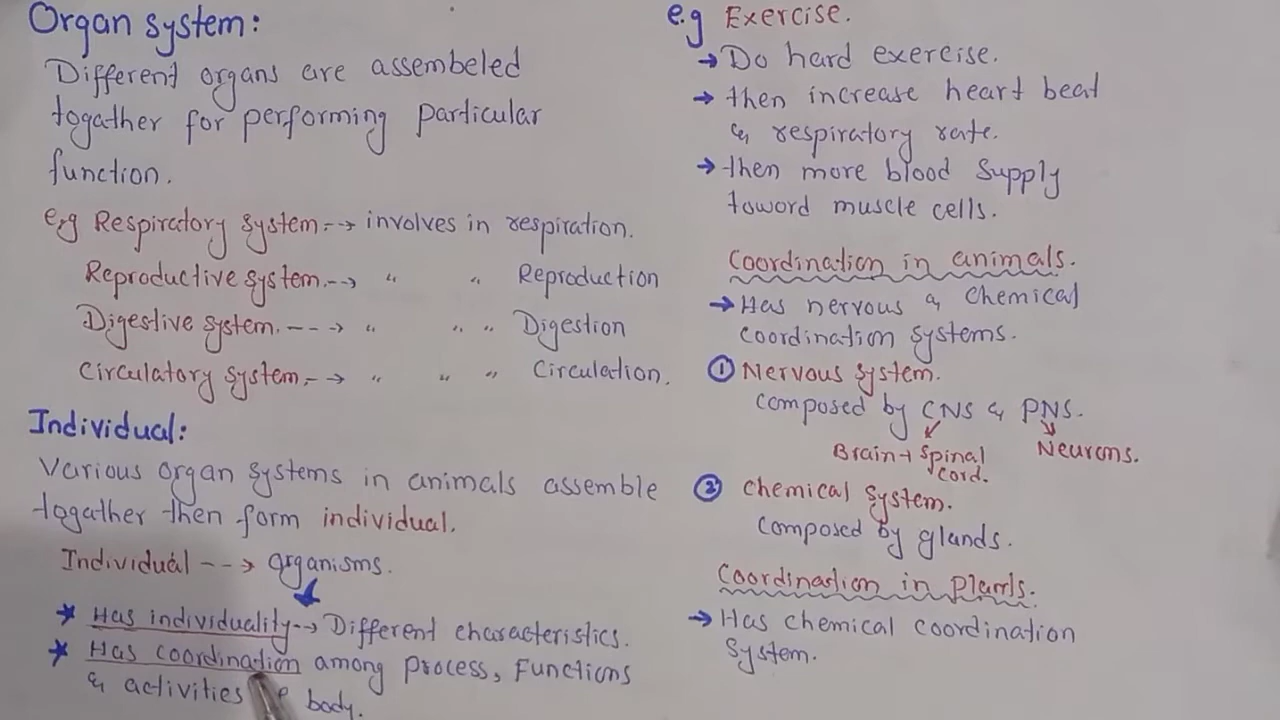 Organ system:
Different organs are assembeled
togather for performing particular
function.
e,g Respiratory system --→ involves in respiration.
Reproductive system --→ " " Reproduction
Digestive system. ---→ " " " Digestion
Circulatory system --→ " " " Circulation.
Individual:
Various organ systems in animals assemble
togather then form individual.
Individual --→ organisms.
* Has individuality --→ Different characteristics.
* Has coordination among process, Functions
& activities body.
e.g Exercise.
→ Do hard exercise.
→ then increase heart beat
& respiratory rate.
→ then more blood supply
toword muscle cells.
Coordination in animals.
→ Has nervous & chemical
coordination systems.
① Nervous system.
composed by CNS & PNS.
Brain + Spinal Cord. Neurons.
② Chemical system.
composed by glands.
Coordination in Plants.
→ Has chemical coordination
system.